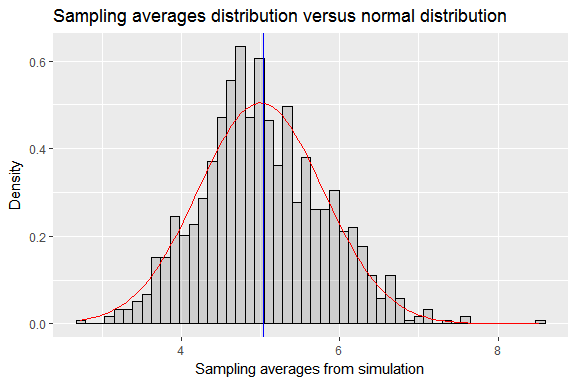 Sampling averages distribution versus normal distribution
0.6
0.4
0.2
0.0
Density
4 6 8
Sampling averages from simulation